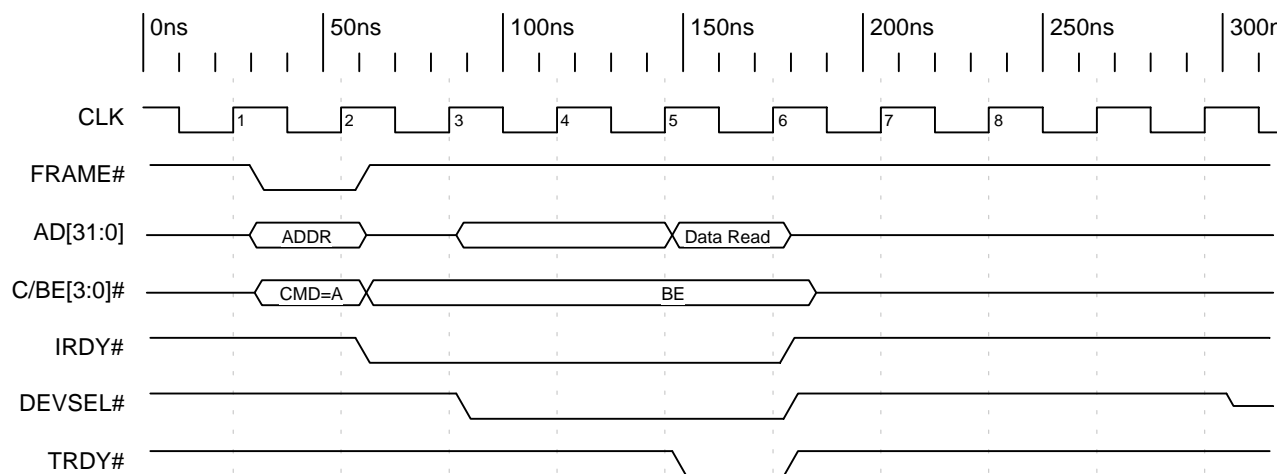 0ns 50ns 100ns 150ns 200ns 250ns 300n
CLK 1 2 3 4 5 6 7 8
FRAME#
AD[31:0] ADDR Data Read
C/BE[3:0]# CMD=A BE
IRDY#
DEVSEL#
TRDY#